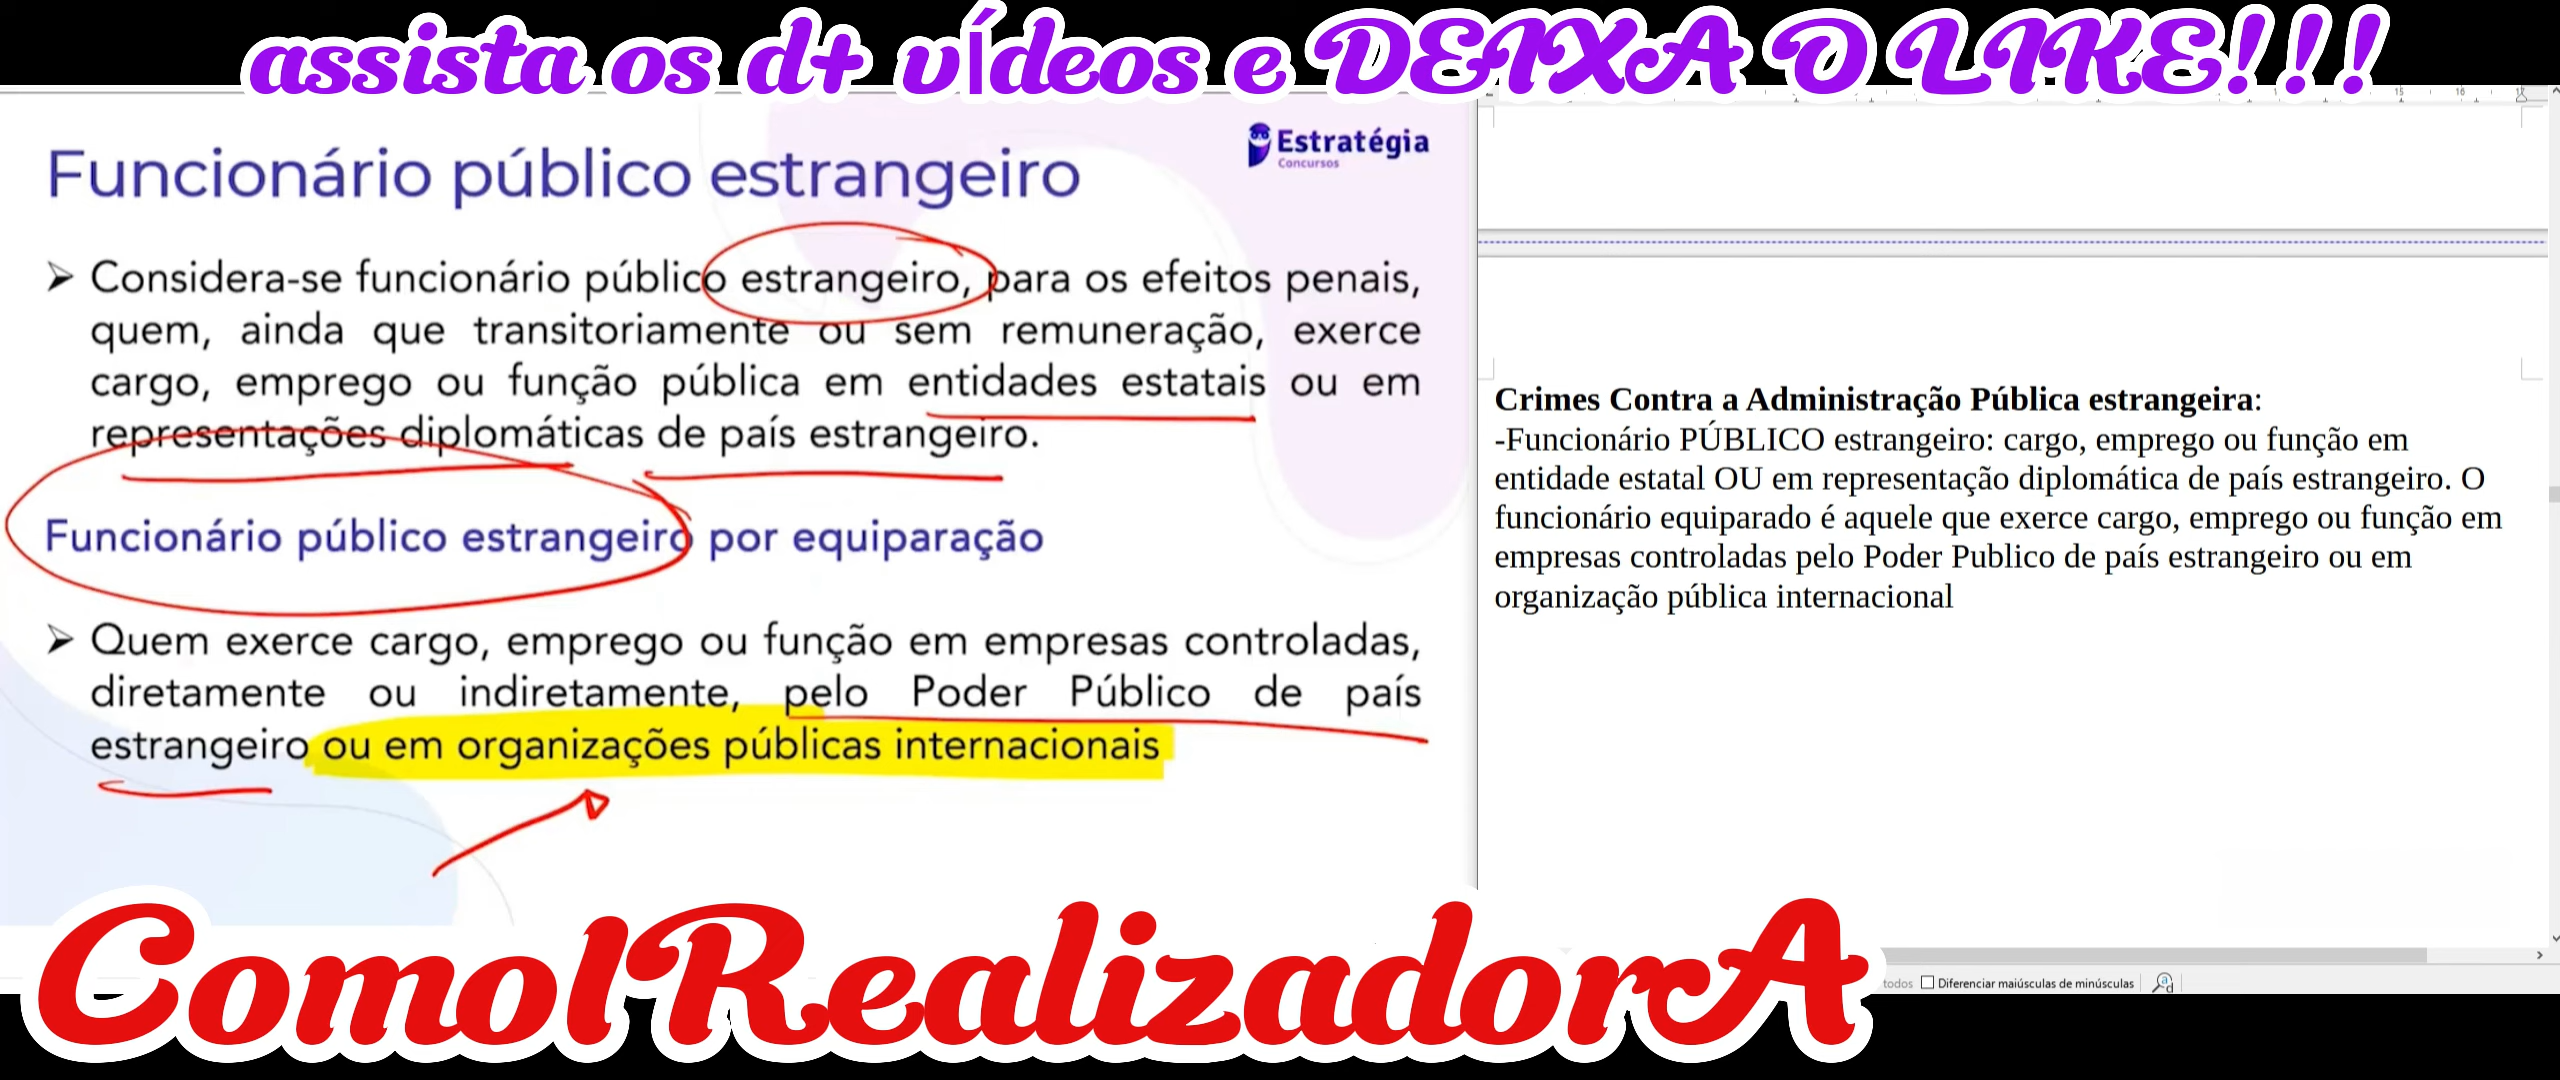 assista os d+ vÍdeos e DEIXA O LIKE!!!
Estratégia
Concursos
Funcionário público estrangeiro
➢ Considera-se funcionário público estrangeiro, para os efeitos penais,
quem, ainda que transitoriamente ou sem remuneração, exerce
cargo, emprego ou função pública em entidades estatais ou em
representações diplomáticas de país estrangeiro.
Funcionário público estrangeiro por equiparação
➢ Quem exerce cargo, emprego ou função em empresas controladas,
diretamente ou indiretamente, pelo Poder Público de país
estrangeiro ou em organizações públicas internacionais
15 16 17
Crimes Contra a Administração Pública estrangeira:
-Funcionário PÚBLICO estrangeiro: cargo, emprego ou função em
entidade estatal OU em representação diplomática de país estrangeiro. O
funcionário equiparado é aquele que exerce cargo, emprego ou função em
empresas controladas pelo Poder Publico de país estrangeiro ou em
organização pública internacional
todos Diferenciar maiúsculas de minúsculas
ComolRealizadorA